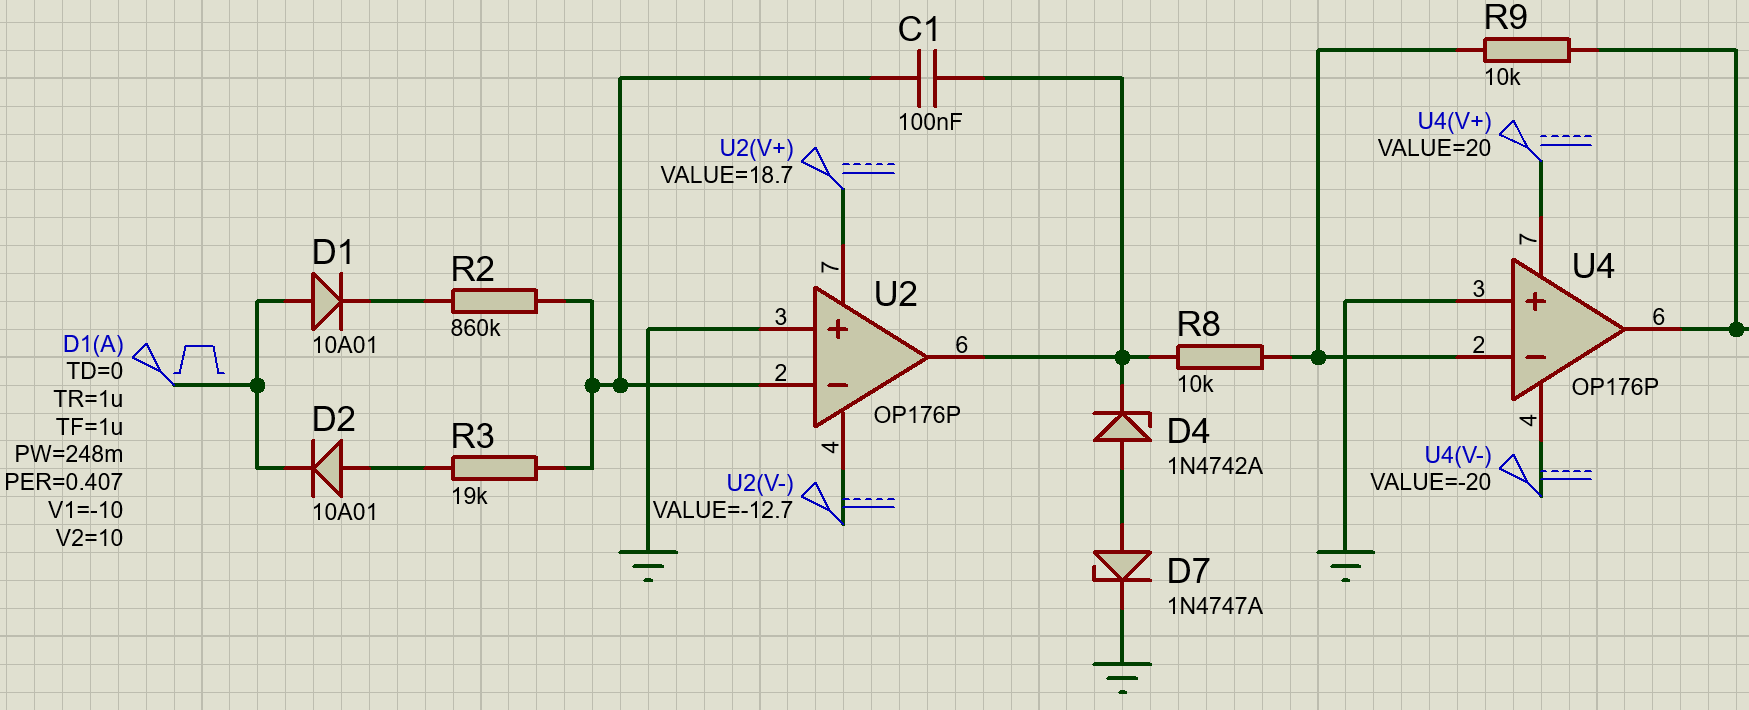 R9
10k
C1
100nF
U4(V+)
VALUE=20
U2(V+)
VALUE=18.7
7
7
D1
10A01
R2
860k
U2
3
2
6
OP176P
4
U4
3
2
6
OP176P
4
R8
10k
D1(A)
TD=0
TR=1u
TF=1u
PW=248m
PER=0.407
V1=-10
V2=10
D2
10A01
R3
19k
D4
1N4742A
U2(V-)
VALUE=-12.7
U4(V-)
VALUE=-20
D7
1N4747A